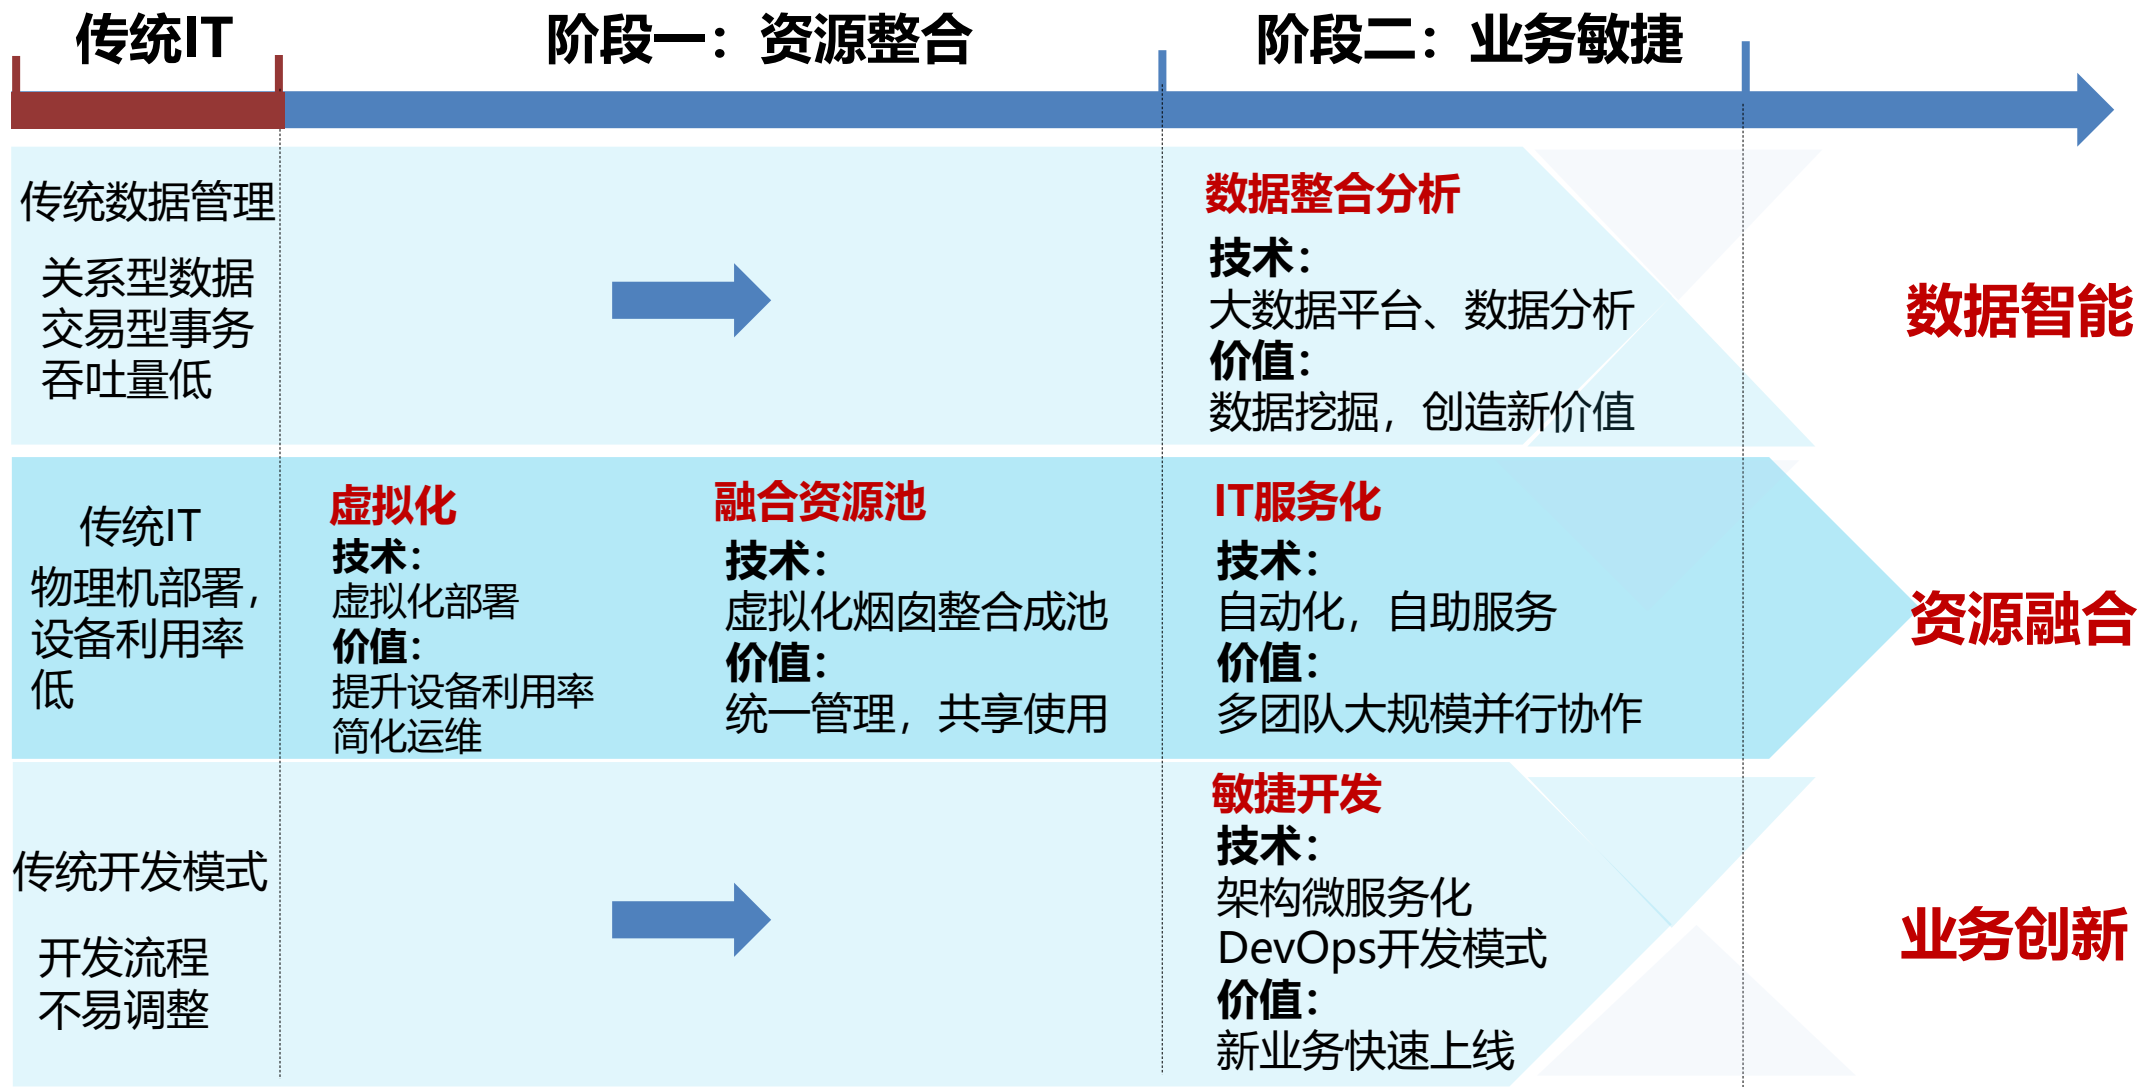 传统IT
阶段一：资源整合
阶段二：业务敏捷
传统数据管理
关系型数据
交易型事务
吞吐量低
数据整合分析
技术：
大数据平台、数据分析
价值：
数据挖掘，创造新价值
数据智能
传统IT
物理机部署，
设备利用率
低
虚拟化
技术：
虚拟化部署
价值：
提升设备利用率
简化运维
融合资源池
技术：
虚拟化烟囱整合成池
价值：
统一管理，共享使用
IT服务化
技术：
自动化，自助服务
价值：
多团队大规模并行协作
资源融合
传统开发模式
开发流程
不易调整
敏捷开发
技术：
架构微服务化
DevOps开发模式
价值：
新业务快速上线
业务创新